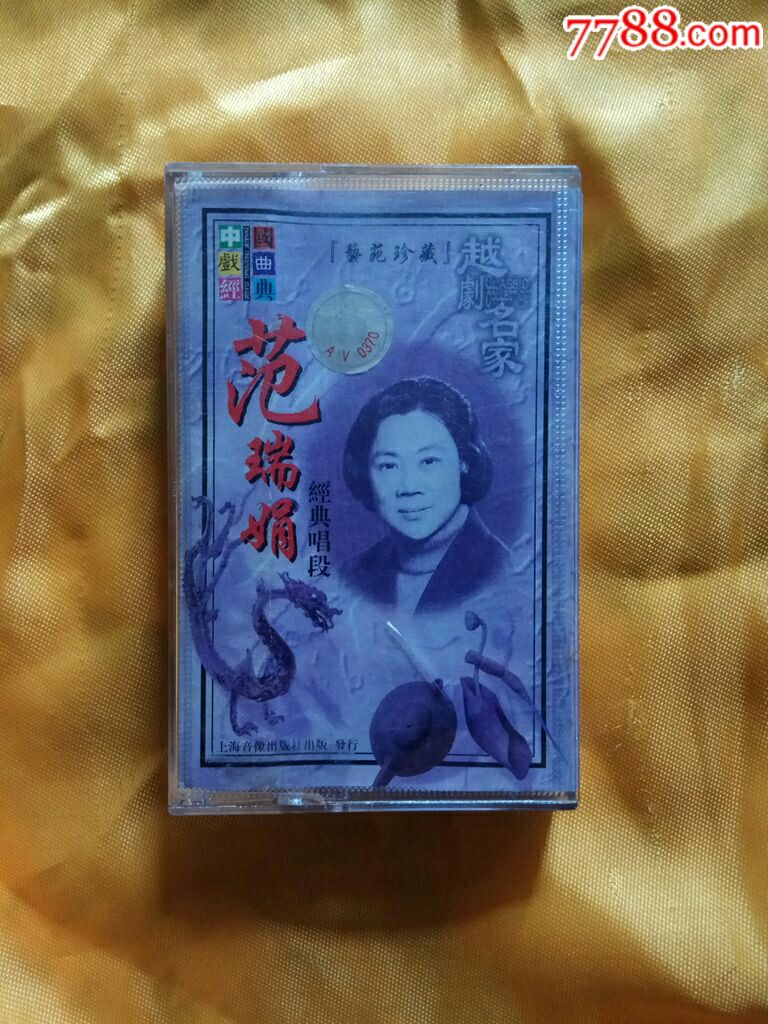 7788.com
中國
戲曲
經典
「藝苑珍藏」
越劇名家
CLASSIC
AV 0370
范瑞娟
經典唱段
上海音像出版社出版 發行